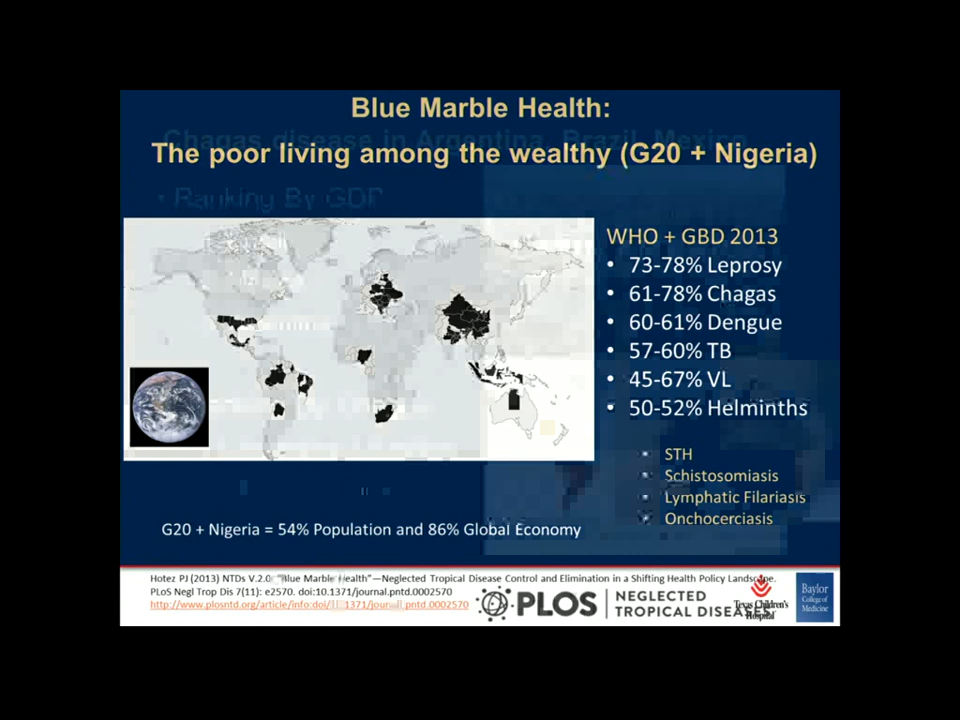 Blue Marble Health:
Chagas disease in Argentina, Brazil, Mexico
The poor living among the wealthy (G20 + Nigeria)
• Ranking By GDP
WHO + GBD 2013
• 73-78% Leprosy
• 61-78% Chagas
• 60-61% Dengue
• 57-60% TB
• 45-67% VL
• 50-52% Helminths
STH
Schistosomiasis
Lymphatic Filariasis
Onchocerciasis
G20 + Nigeria = 54% Population and 86% Global Economy
Hotez PJ (2013) NTDs V.2.0: "Blue Marble Health"—Neglected Tropical Disease Control and Elimination in a Shifting Health Policy Landscape.
PLoS Negl Trop Dis 7(11): e2570. doi:10.1371/journal.pntd.0002570
http://www.plosntd.org/article/info:doi/10.1371/journal.pntd.0002570
PLOS | NEGLECTED
TROPICAL DISEASES
Texas Children's
Hospital
Baylor
College of
Medicine